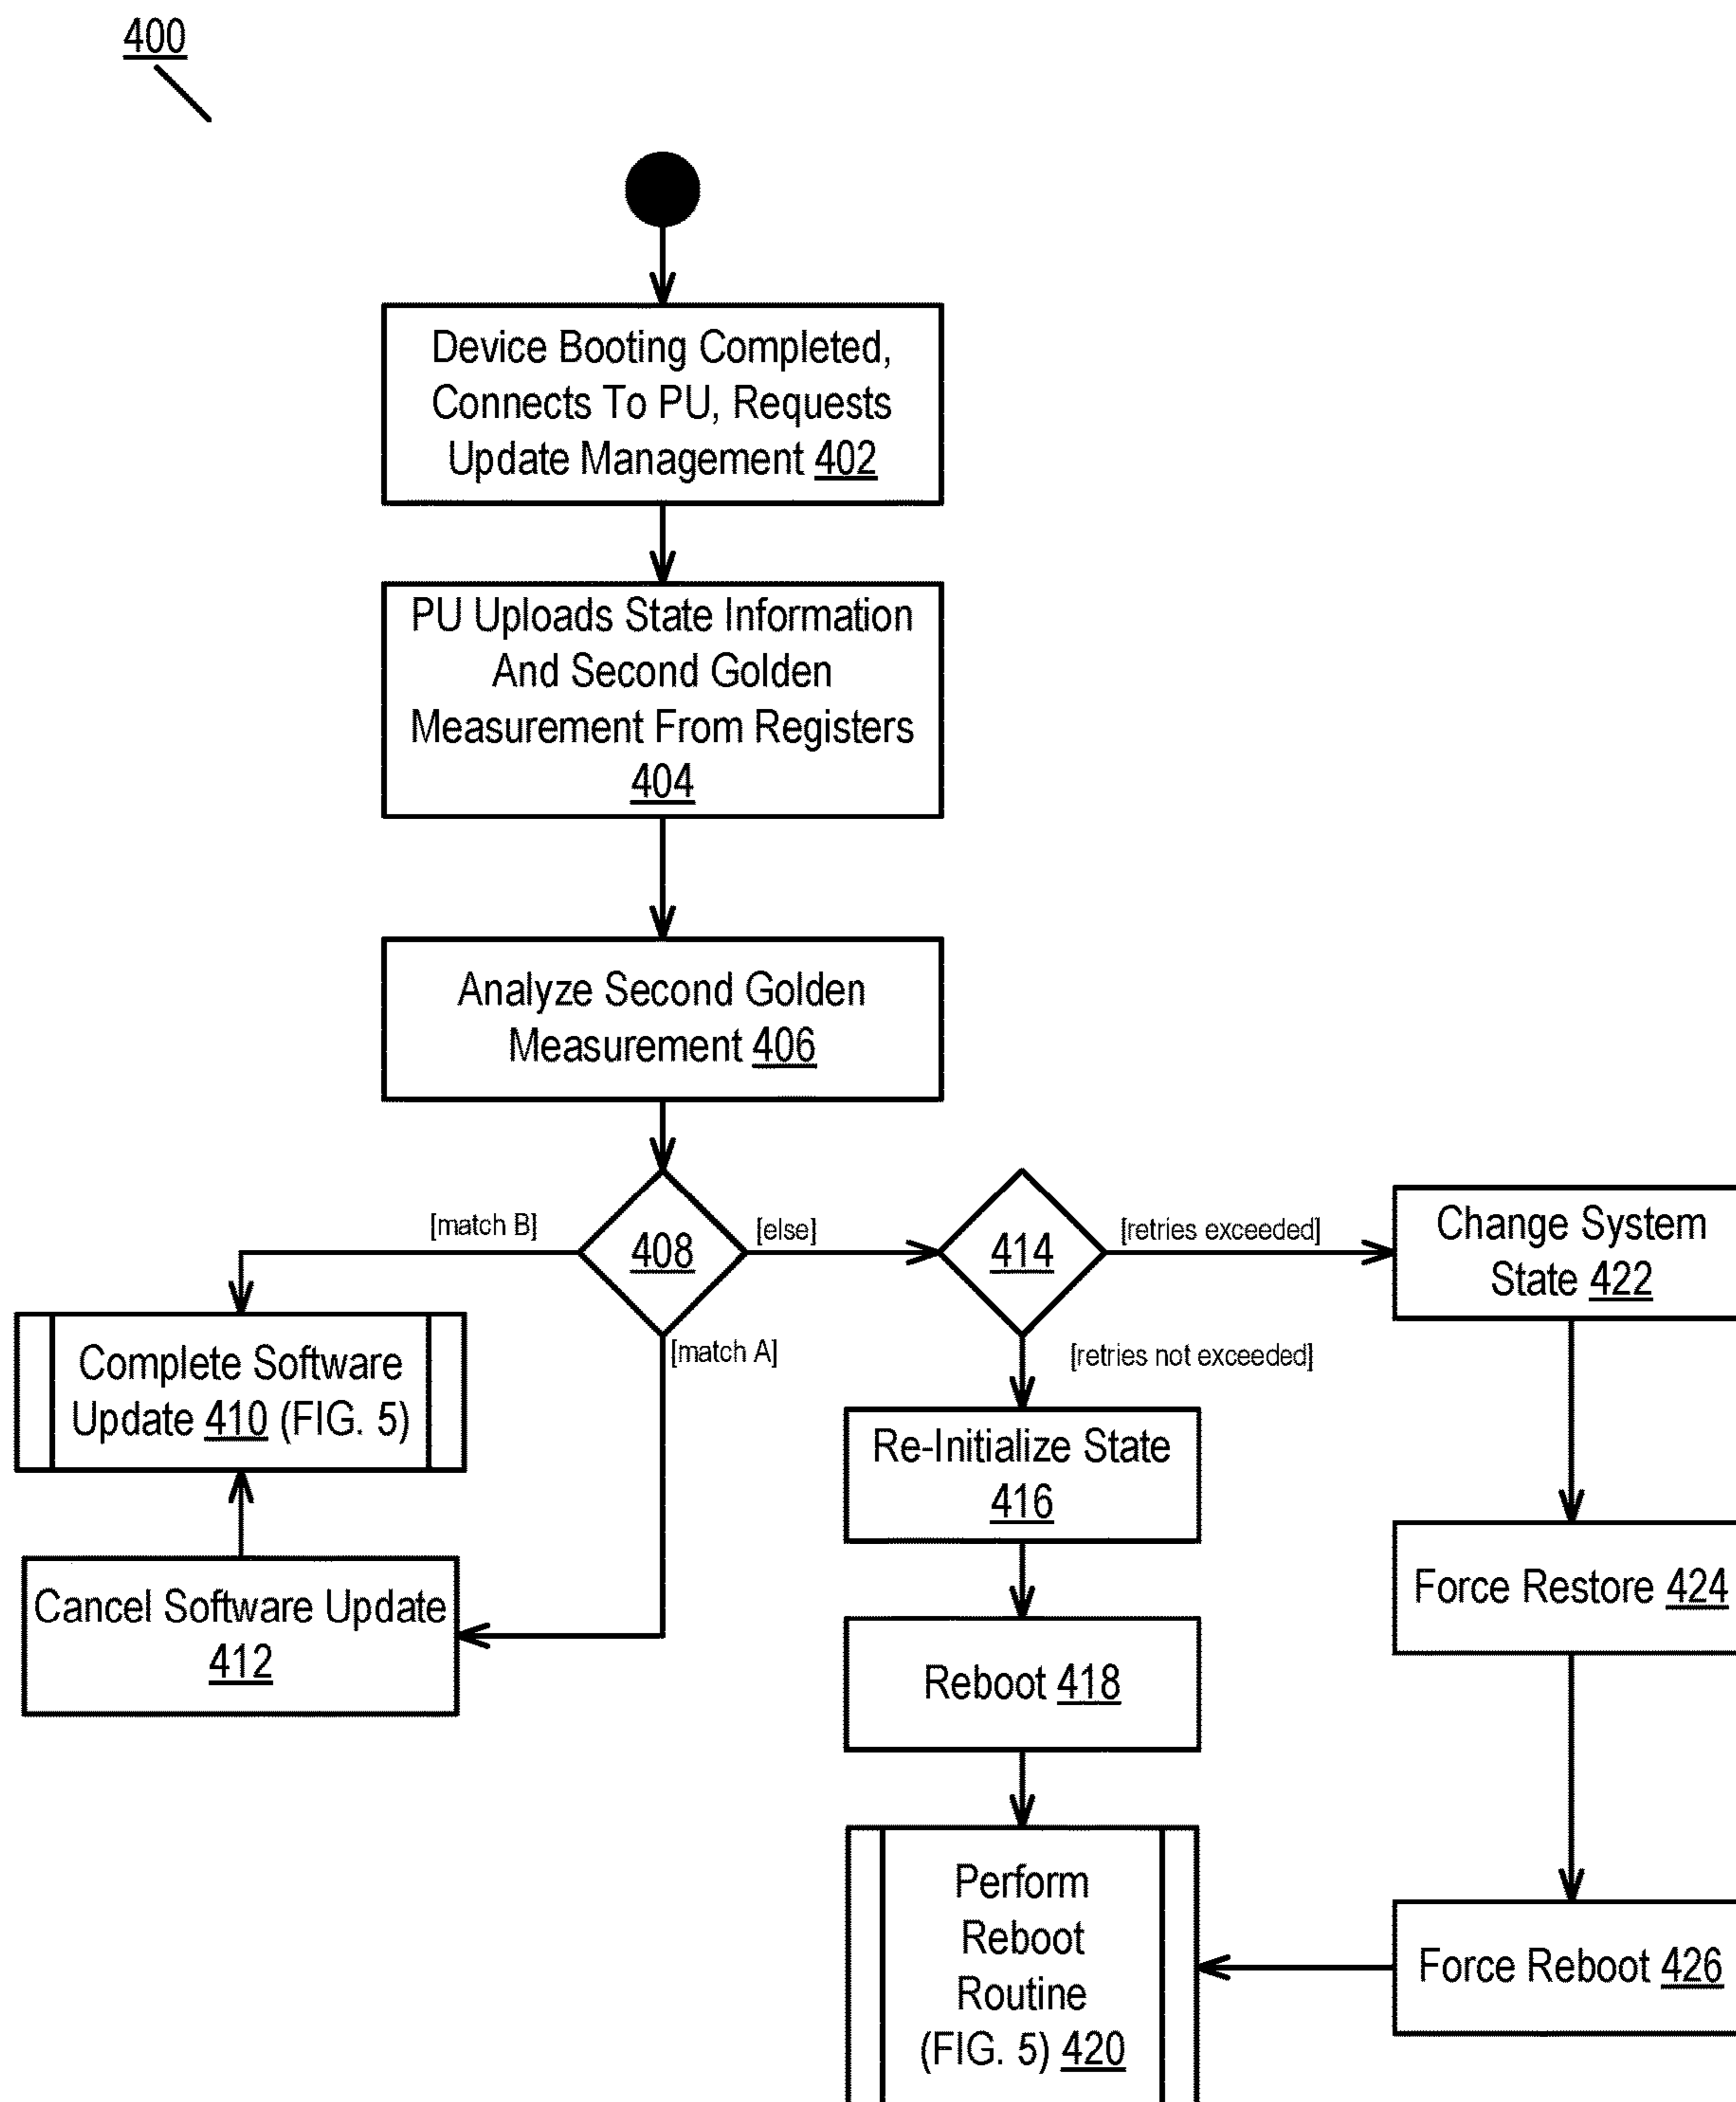 400
Device Booting Completed,
Connects To PU, Requests
Update Management 402
PU Uploads State Information
And Second Golden
Measurement From Registers
404
Analyze Second Golden
Measurement 406
[match B]
408
[else]
414
[retries exceeded]
Change System
State 422
[match A]
[retries not exceeded]
Complete Software
Update 410 (FIG. 5)
Re-Initialize State
416
Cancel Software Update
412
Force Restore 424
Reboot 418
Perform
Reboot
Routine
(FIG. 5) 420
Force Reboot 426